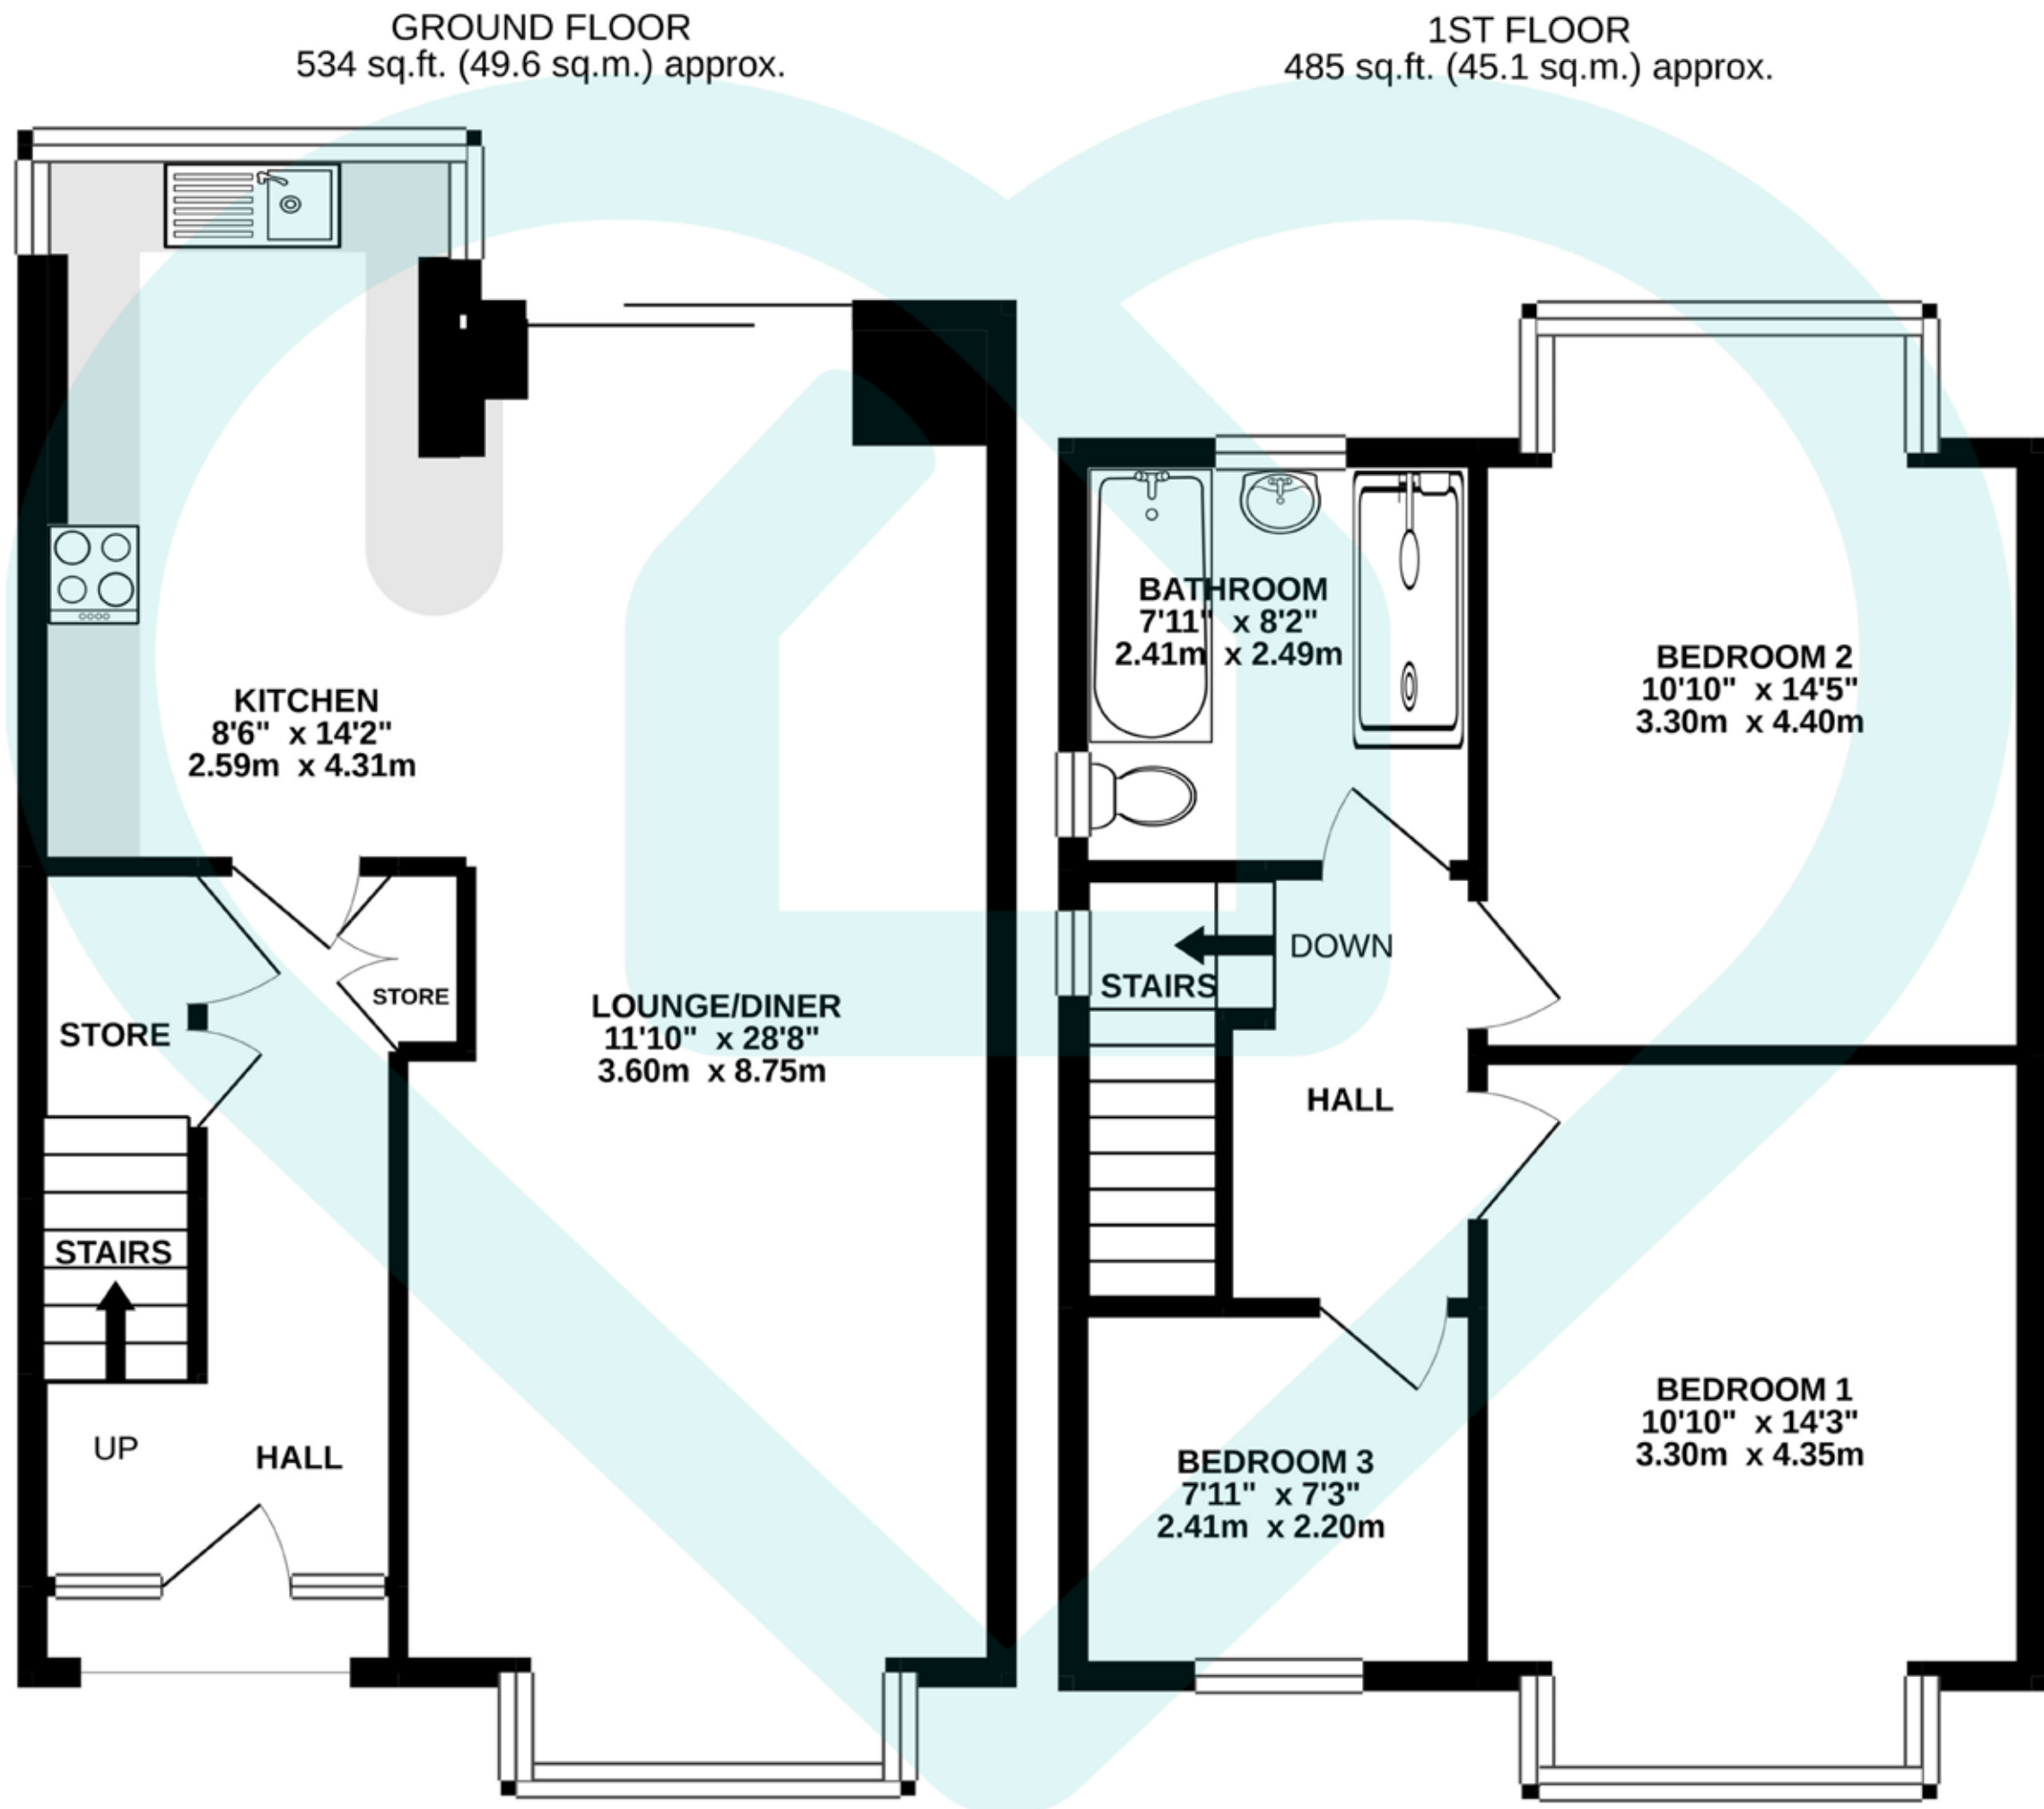 GROUND FLOOR
534 sq.ft. (49.6 sq.m.) approx.
KITCHEN
8'6" x 14'2"
2.59m x 4.31m
STORE
STORE
LOUNGE/DINER
11'10" x 28'8"
3.60m x 8.75m
STAIRS
UP
HALL
1ST FLOOR
485 sq.ft. (45.1 sq.m.) approx.
BATHROOM
7'11" x 8'2"
2.41m x 2.49m
BEDROOM 2
10'10" x 14'5"
3.30m x 4.40m
DOWN
STAIRS
HALL
BEDROOM 1
10'10" x 14'3"
3.30m x 4.35m
BEDROOM 3
7'11" x 7'3"
2.41m x 2.20m